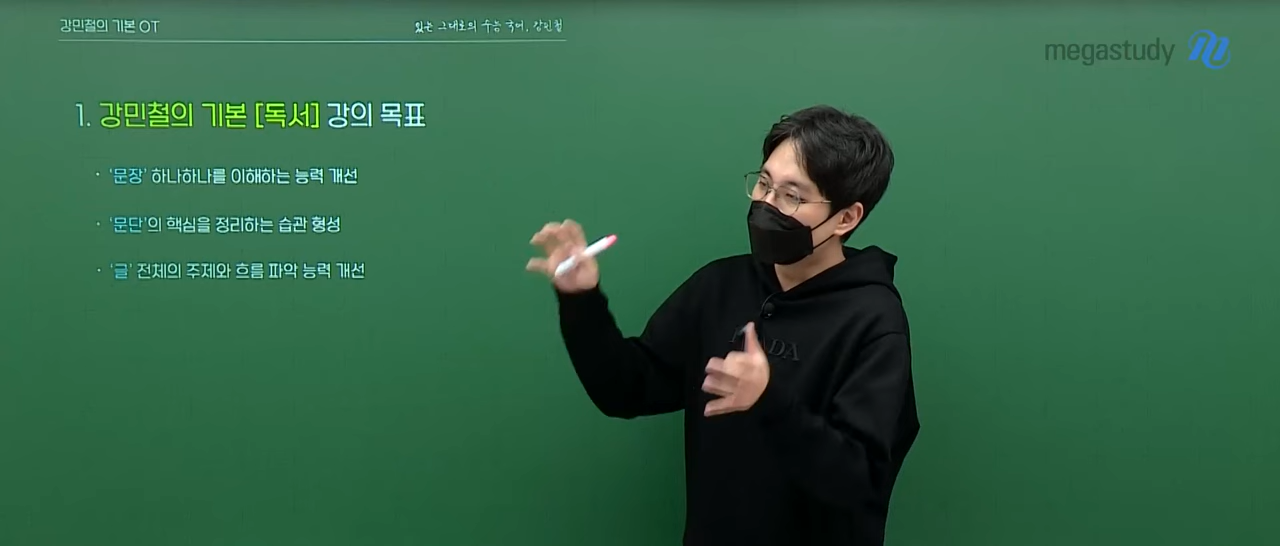 강민철의 기본 OT
있는 그대로의 수능 국어, 강민철
megastudy
1. 강민철의 기본 [독서] 강의 목표
· '문장' 하나하나를 이해하는 능력 개선
· '문단'의 핵심을 정리하는 습관 형성
· '글' 전체의 주제와 흐름 파악 능력 개선